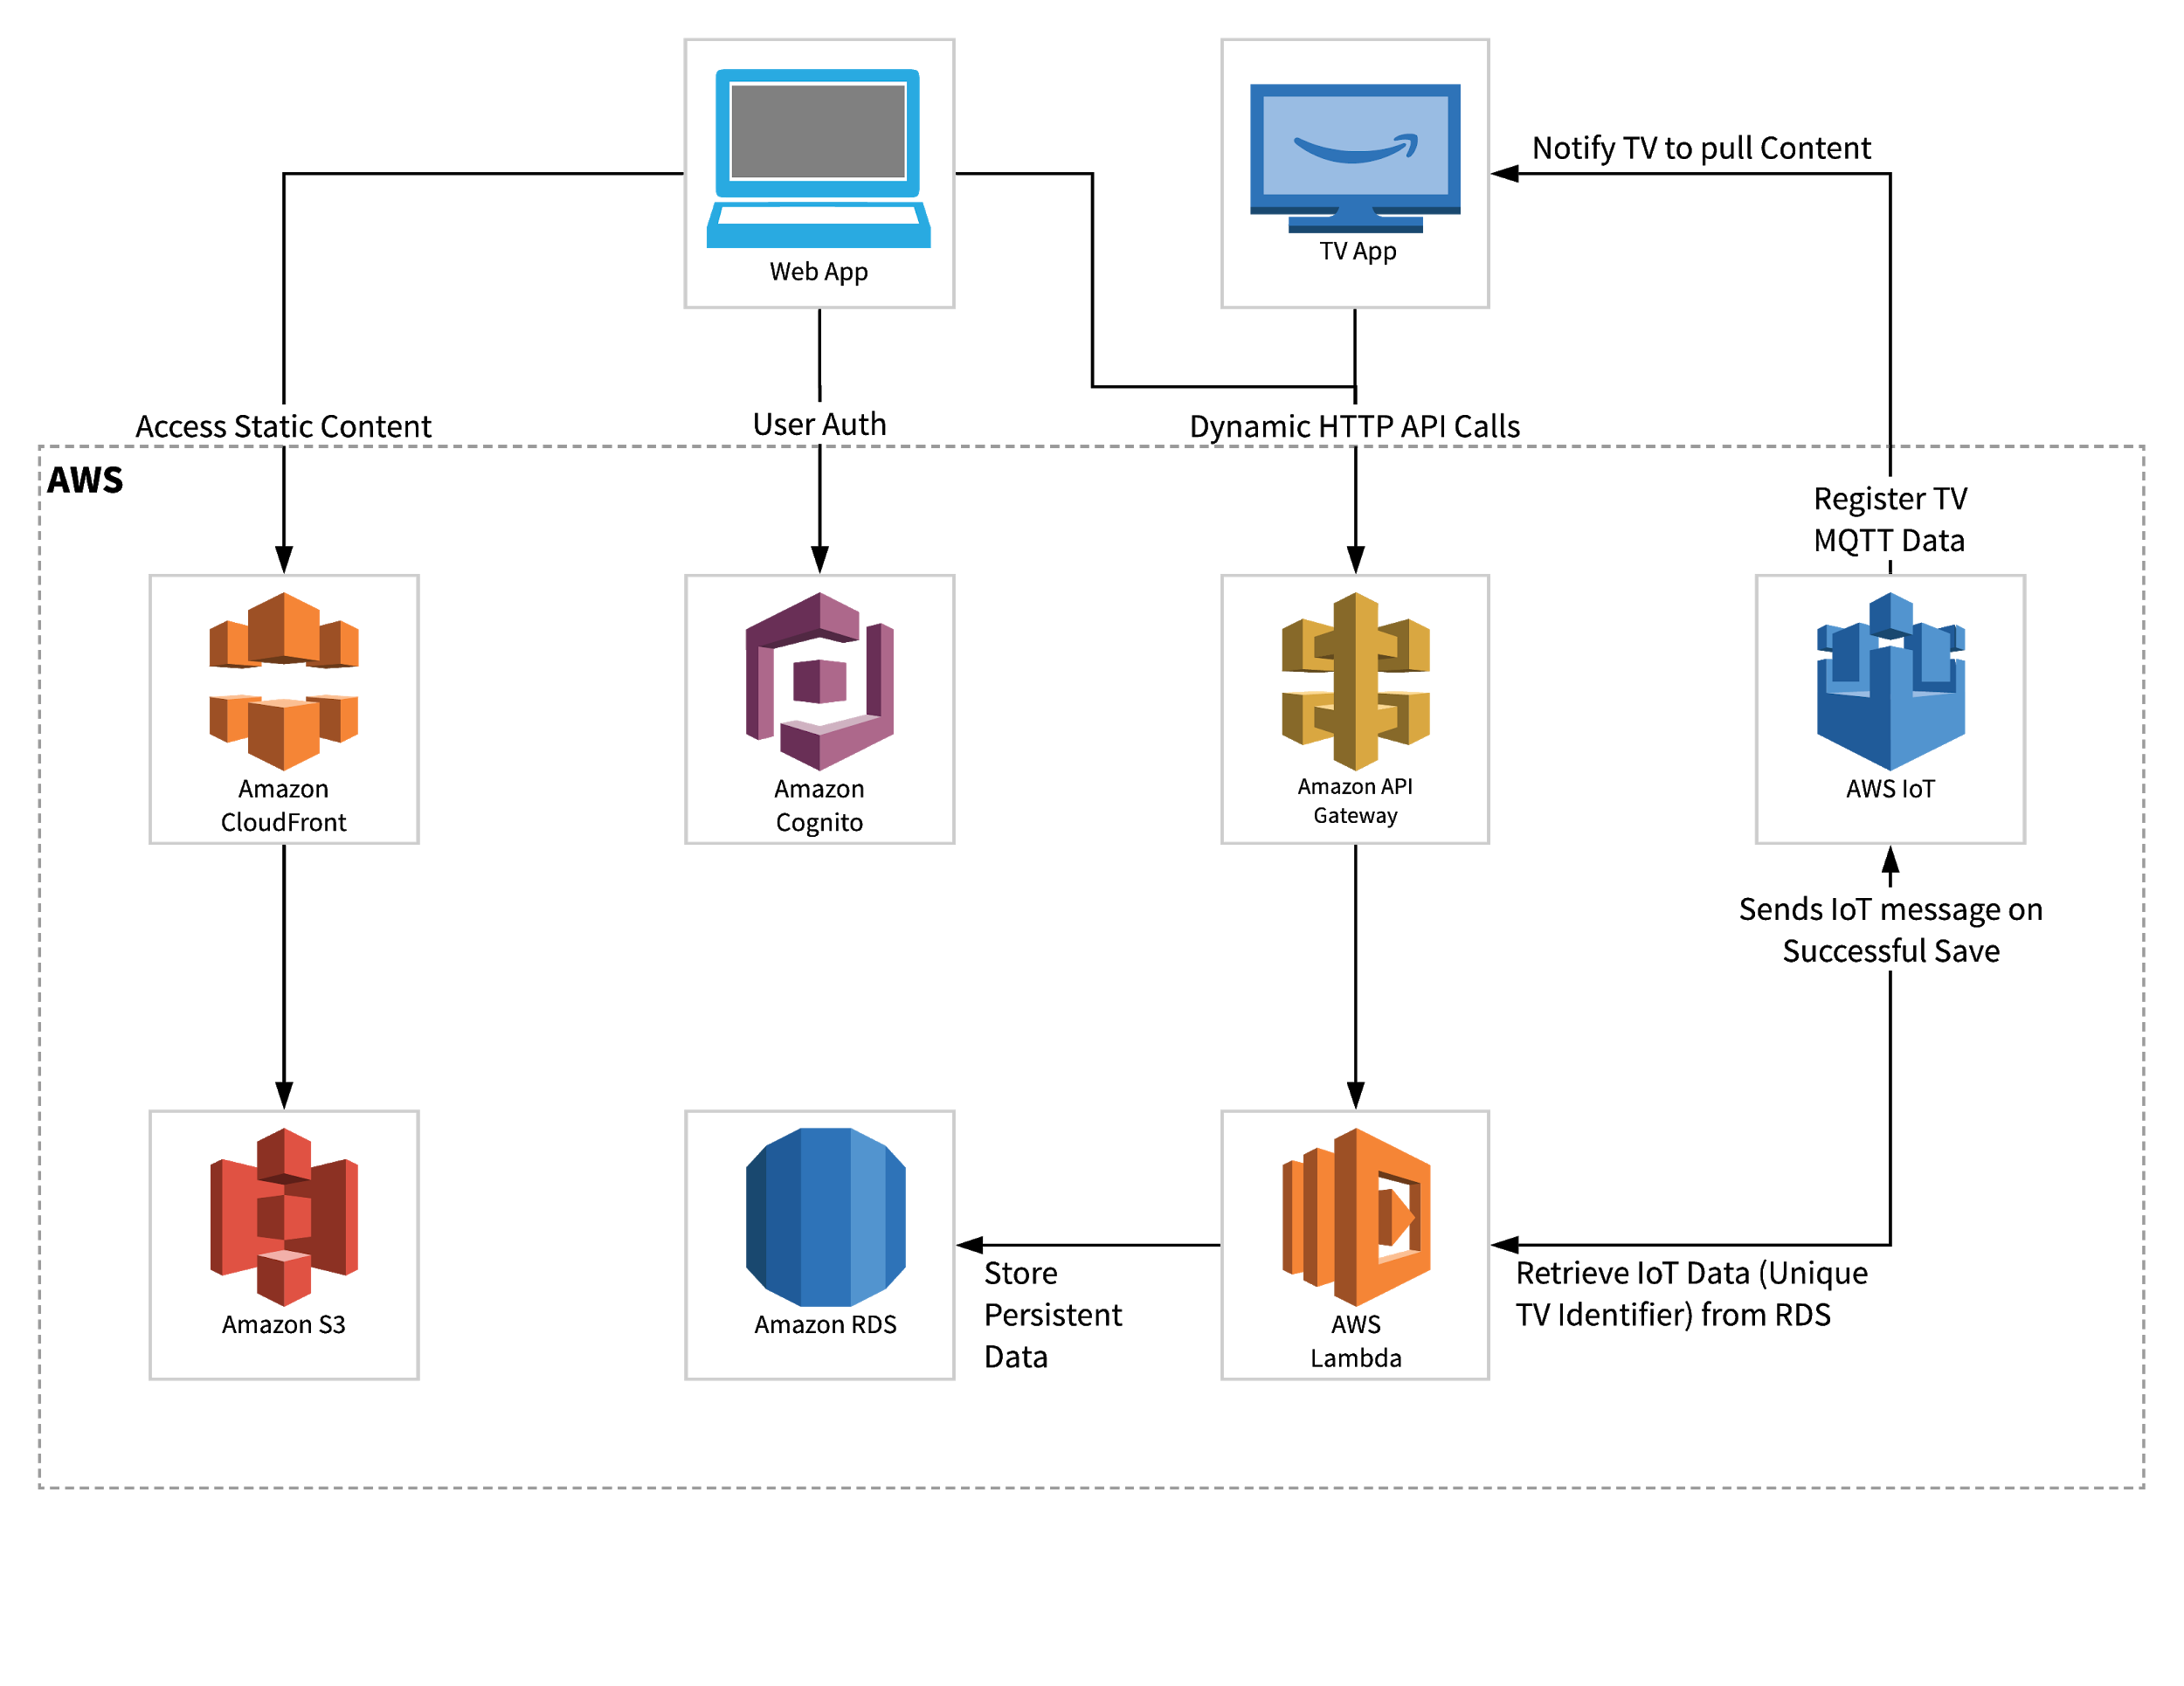 Web App
TV App
Notify TV to pull Content
Access Static Content
User Auth
Dynamic HTTP API Calls
AWS
Register TV
MQTT Data
Amazon
CloudFront
Amazon
Cognito
Amazon API
Gateway
AWS IoT
Sends IoT message on
Successful Save
Amazon S3
Amazon RDS
Store
Persistent
Data
AWS
Lambda
Retrieve IoT Data (Unique
TV Identifier) from RDS